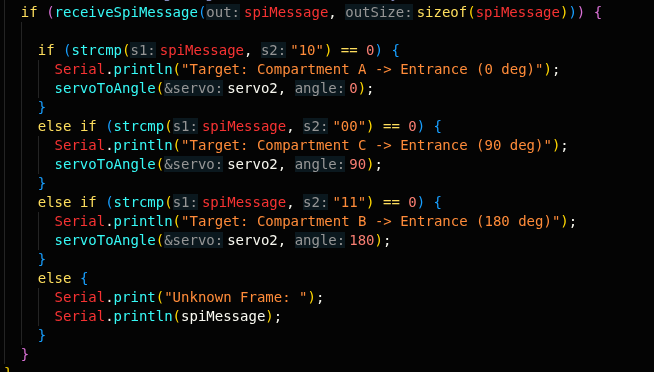 if (receiveSpiMessage(out: spiMessage, outSize: sizeof(spiMessage))) {
if (strcmp(s1: spiMessage, s2: "10") == 0) {
Serial.println("Target: Compartment A -> Entrance (0 deg)");
servoToAngle(&servo: servo2, angle: 0);
}
else if (strcmp(s1: spiMessage, s2: "00") == 0) {
Serial.println("Target: Compartment C -> Entrance (90 deg)");
servoToAngle(&servo: servo2, angle: 90);
}
else if (strcmp(s1: spiMessage, s2: "11") == 0) {
Serial.println("Target: Compartment B -> Entrance (180 deg)");
servoToAngle(&servo: servo2, angle: 180);
}
else {
Serial.print("Unknown Frame: ");
Serial.println(spiMessage);
}
}
}